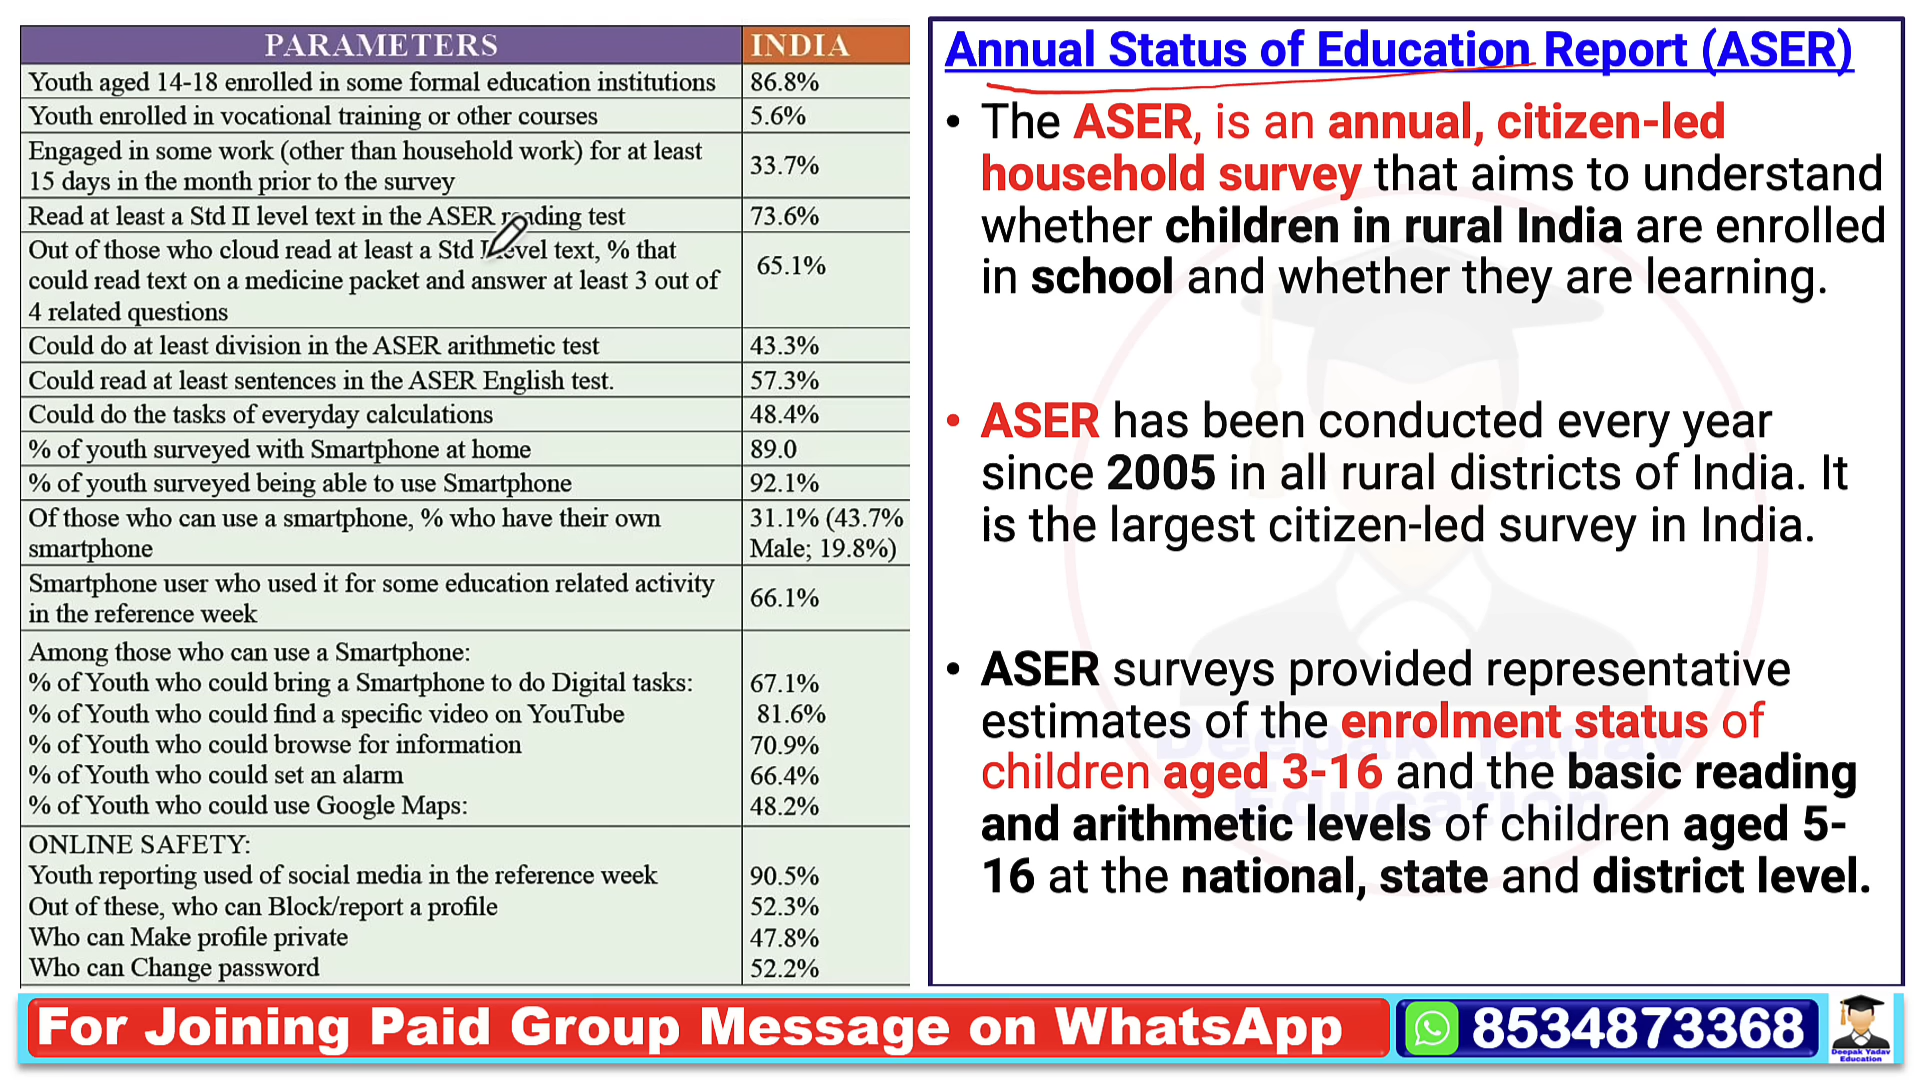 PARAMETERS INDIA
Youth aged 14-18 enrolled in some formal education institutions 86.8%
Youth enrolled in vocational training or other courses 5.6%
Engaged in some work (other than household work) for at least
15 days in the month prior to the survey 33.7%
Read at least a Std II level text in the ASER reading test 73.6%
Out of those who cloud read at least a Std level text, % that
could read text on a medicine packet and answer at least 3 out of
4 related questions 65.1%
Could do at least division in the ASER arithmetic test 43.3%
Could read at least sentences in the ASER English test. 57.3%
Could do the tasks of everyday calculations 48.4%
% of youth surveyed with Smartphone at home 89.0
% of youth surveyed being able to use Smartphone 92.1%
Of those who can use a smartphone, % who have their own
smartphone
31.1% (43.7%
Male; 19.8%)
Smartphone user who used it for some education related activity
in the reference week 66.1%
Among those who can use a Smartphone:
% of Youth who could bring a Smartphone to do Digital tasks: 67.1%
% of Youth who could find a specific video on YouTube 81.6%
% of Youth who could browse for information 70.9%
% of Youth who could set an alarm 66.4%
% of Youth who could use Google Maps: 48.2%
ONLINE SAFETY:
Youth reporting used of social media in the reference week 90.5%
Out of these, who can Block/report a profile 52.3%
Who can Make profile private 47.8%
Who can Change password 52.2%
Annual Status of Education Report (ASER)
• The ASER, is an annual, citizen-led
household survey that aims to understand
whether children in rural India are enrolled
in school and whether they are learning.
• ASER has been conducted every year
since 2005 in all rural districts of India. It
is the largest citizen-led survey in India.
• ASER surveys provided representative
estimates of the enrolment status of
children aged 3-16 and the basic reading
and arithmetic levels of children aged 5-
16 at the national, state and district level.
Deepak Yadav
Education
For Joining Paid Group Message on WhatsApp
8534873368
Deepak Yadav
Education